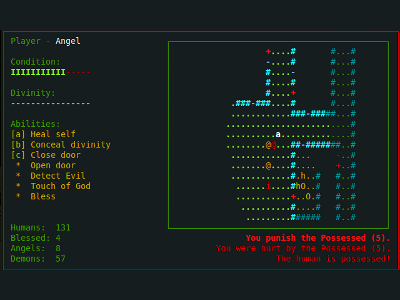 Player - Angel
Condition:
IIIIIIIIIII-----
Divinity:
----------------
Abilities:
[a] Heal self
[b] Conceal divinity
[c] Close door
* Open door
* Detect Evil
* Touch of God
* Bless
Humans: 131
Blessed: 4
Angels: 8
Demons: 57
You punish the Possessed (5).
You were hurt by the Possessed (5).
The human is possessed!